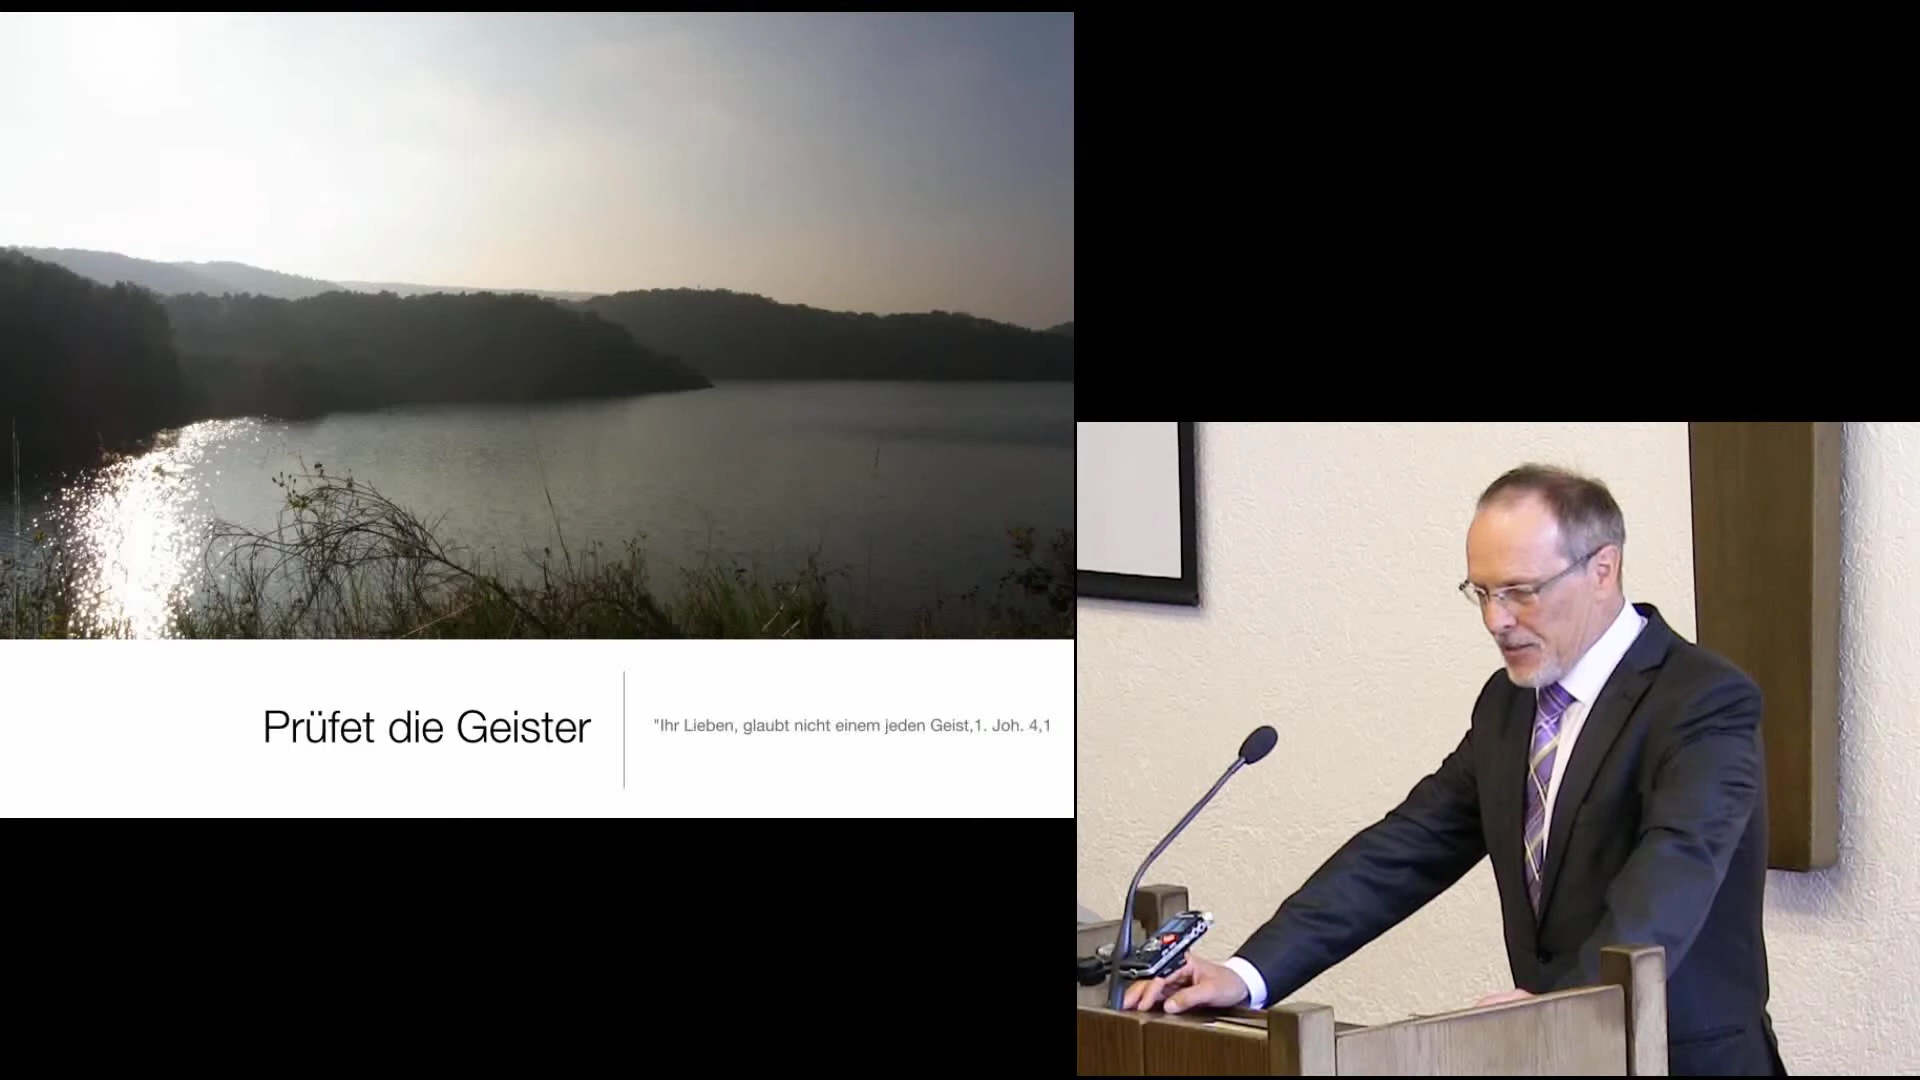 Prüfet die Geister
"Ihr Lieben, glaubt nicht einem jeden Geist,1. Joh. 4,1